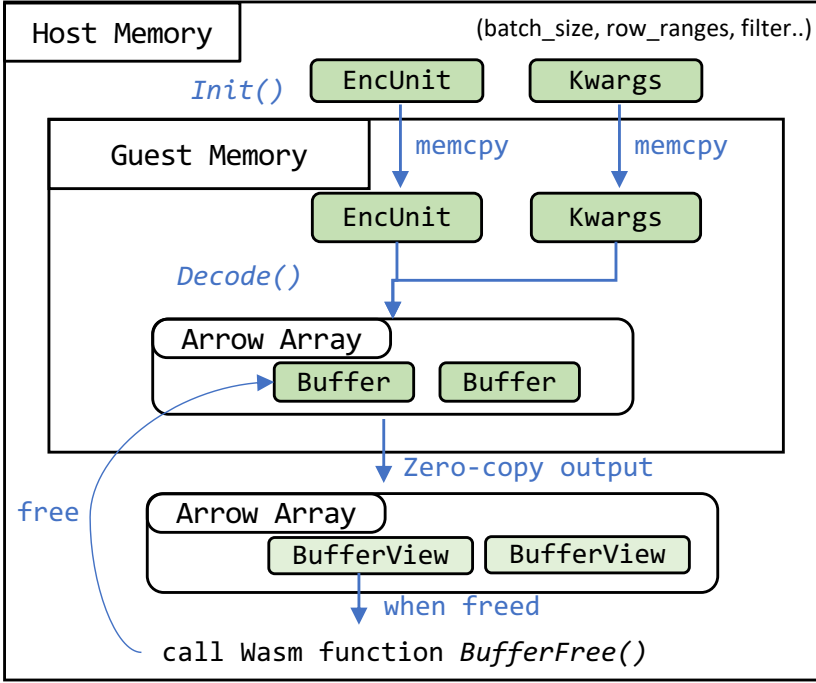 Host Memory
(batch_size, row_ranges, filter..)
Init()
EncUnit
Kwargs
Guest Memory
memcpy
memcpy
EncUnit
Kwargs
Decode()
Arrow Array
Buffer
Buffer
Zero-copy output
free
Arrow Array
BufferView
BufferView
when freed
call Wasm function BufferFree()